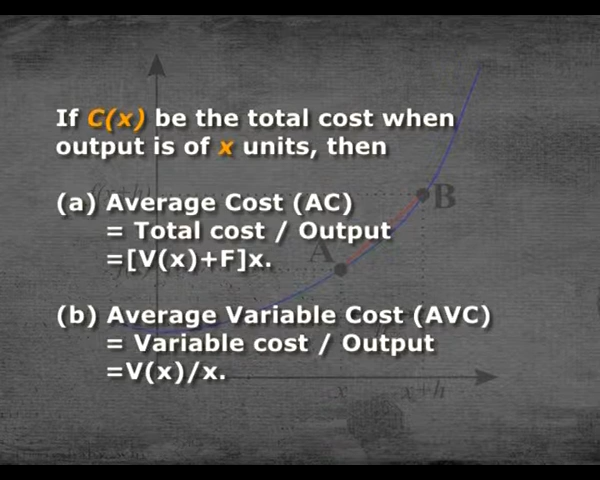 If C(x) be the total cost when
output is of x units, then
(a) Average Cost (AC)
= Total cost / Output
=[V(x)+F]x.
(b) Average Variable Cost (AVC)
= Variable cost / Output
=V(x)/x.
f(x+h)
B
A
x
x+h